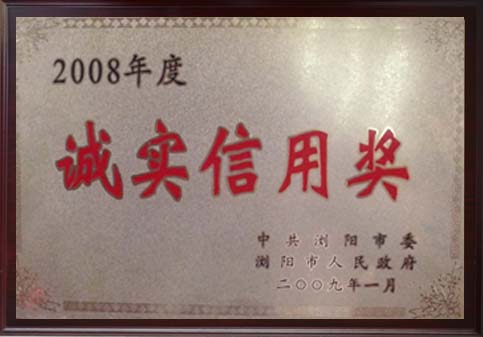 2008年度
诚实信用奖
中共浏阳市委
浏阳市人民政府
二〇〇九年一月